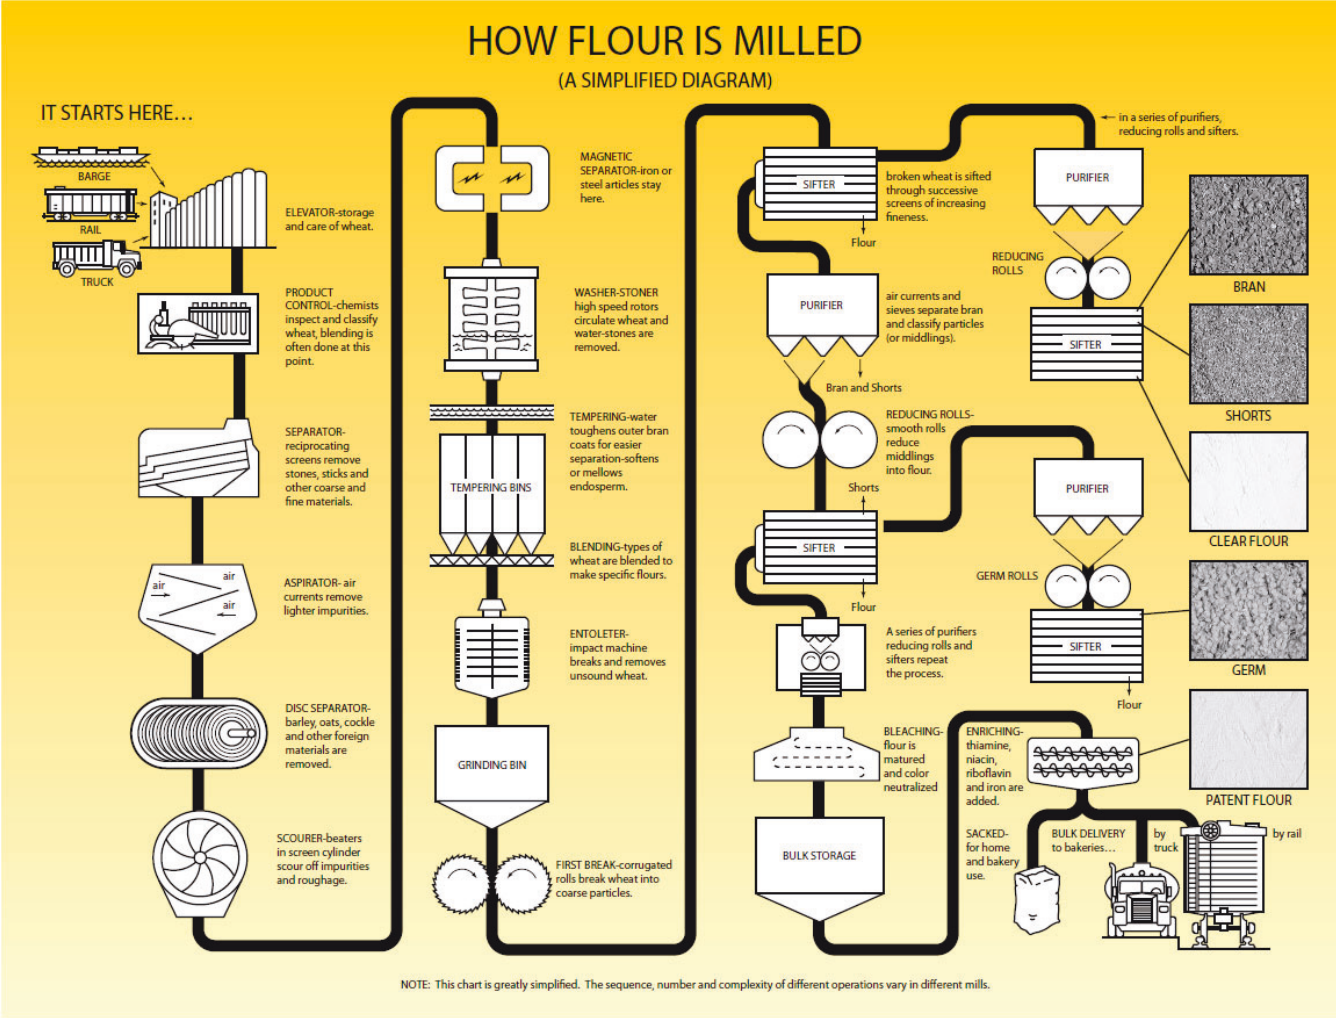 HOW FLOUR IS MILLED
(A SIMPLIFIED DIAGRAM)
IT STARTS HERE...
BARGE
RAIL
TRUCK
ELEVATOR-storage
and care of wheat.
PRODUCT
CONTROL-chemists
inspect and classify
wheat, blending is
often done at this
point.
SEPARATOR-
reciprocating
screens remove
stones, sticks and
other coarse and
fine materials.
air
air
air
ASPIRATOR- air
currents remove
lighter impurities.
DISC SEPARATOR-
barley, oats, cockle
and other foreign
materials are
removed.
SCOURER-beaters
in screen cylinder
scour off impurities
and roughage.
MAGNETIC
SEPARATOR-iron or
steel articles stay
here.
WASHER-STONER
high speed rotors
circulate wheat and
water-stones are
removed.
TEMPERING-water
toughens outer bran
coats for easier
separation-softens
or mellows
endosperm.
TEMPERING BINS
BLENDING-types of
wheat are blended to
make specific flours.
ENTOLETER-
impact machine
breaks and removes
unsound wheat.
GRINDING BIN
FIRST BREAK-corrugated
rolls break wheat into
coarse particles.
SIFTER
broken wheat is sifted
through successive
screens of increasing
fineness.
Flour
PURIFIER
air currents and
sieves separate bran
and classify particles
(or middlings).
Bran and Shorts
REDUCING ROLLS-
smooth rolls
reduce
middlings
into flour.
Shorts
SIFTER
Flour
A series of purifiers
reducing rolls and
sifters repeat
the process.
BLEACHING-
flour is
matured
and color
neutralized
BULK STORAGE
in a series of purifiers,
reducing rolls and sifters.
PURIFIER
REDUCING
ROLLS
SIFTER
BRAN
SHORTS
CLEAR FLOUR
PURIFIER
GERM ROLLS
SIFTER
Flour
GERM
ENRICHING-
thiamine,
niacin,
riboflavin
and iron are
added.
PATENT FLOUR
SACKED-
for home
and bakery
use.
BULK DELIVERY
to bakeries...
by
truck
by rail
NOTE: This chart is greatly simplified. The sequence, number and complexity of different operations vary in different mills.